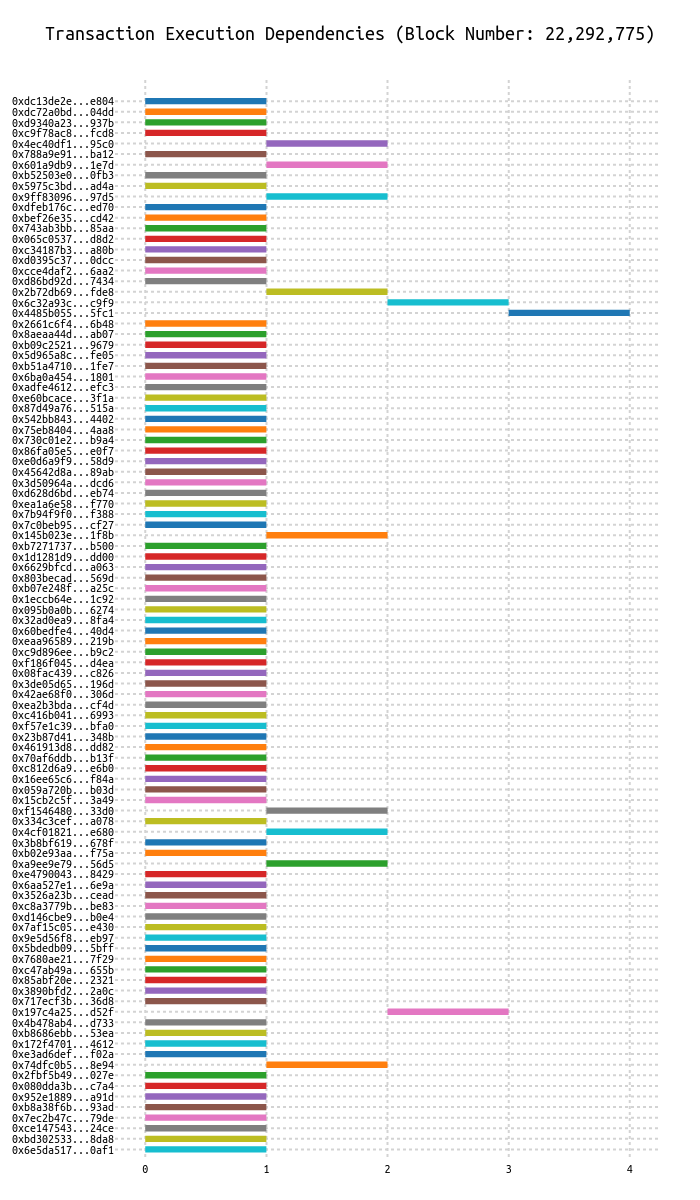 Transaction Execution Dependencies (Block Number: 22,292,775)
0xdc13de2e...e804
0xdc72a0bd...04dd
0xd9340a23...937b
0xc9f78ac8...fcd8
0x4ec40df1...95c0
0x788a9e91...ba12
0x601a9db9...1e7d
0xb52503e0...0fb3
0x5975c3bd...ad4a
0x9ff83096...97d5
0xdfeb176c...ed70
0xbef26e35...cd42
0x743ab3bb...85aa
0x065c0537...d8d2
0xc34187b3...a80b
0xd0395c37...0dcc
0xcce4daf2...6aa2
0xd86bd92d...7434
0x2b72db69...fde8
0x6c32a93c...c9f9
0x4485b055...5fc1
0x2661c6f4...6b48
0x8aeaa44d...ab07
0xb09c2521...9679
0x5d965a8c...fe05
0xb51a4710...1fe7
0x6ba0a454...1801
0xadfe4612...efc3
0xe60bcace...3f1a
0x87d49a76...515a
0x542bb843...4402
0x75eb8404...4aa8
0x730c01e2...b9a4
0x86fa05e5...e0f7
0xe0d6a9f9...58d9
0x45642d8a...89ab
0x3d50964a...dcd6
0xd628d6bd...eb74
0xea1a6e58...f770
0x7b94f9f0...f388
0x7c0beb95...cf27
0x145b023e...1f8b
0xb7271737...b500
0x1d1281d9...dd00
0x6629bfcd...a063
0x803becad...569d
0xb07e248f...a25c
0x1eccb64e...1c92
0x095b0a0b...6274
0x32ad0ea9...8fa4
0x60bedfe4...40d4
0xeaa96589...219b
0xc9d896ee...b9c2
0xf186f045...d4ea
0x08fac439...c826
0x3de05d65...196d
0x42ae68f0...306d
0xea2b3bda...cf4d
0xc416b041...6993
0xf57e1c39...bfa0
0x23b87d41...348b
0x461913d8...dd82
0x70af6ddb...b13f
0xc812d6a9...e6b0
0x16ee65c6...f84a
0x059a720b...b03d
0x15cb2c5f...3a49
0xf1546480...33d0
0x334c3cef...a078
0x4cf01821...e680
0x3b8bf619...678f
0xb02e93aa...f75a
0xa9ee9e79...56d5
0xe4790043...8429
0x6aa527e1...6e9a
0x3526a23b...cead
0xc8a3779b...be83
0xd146cbe9...b0e4
0x7af15c05...e430
0x9e5d56f8...eb97
0x5bdedb09...5bff
0x7680ae21...7f29
0xc47ab49a...655b
0x85abf20e...2321
0x3890bfd2...2a0c
0x717ecf3b...36d8
0x197c4a25...d52f
0x4b478ab4...d733
0xb8686ebb...53ea
0x172f4701...4612
0xe3ad6def...f02a
0x74dfc0b5...8e94
0x2fbf5b49...027e
0x080dda3b...c7a4
0x952e1889...a91d
0xb8a38f6b...93ad
0x7ec2b47c...79de
0xce147543...24ce
0xbd302533...8da8
0x6e5da517...0af1
0 1 2 3 4